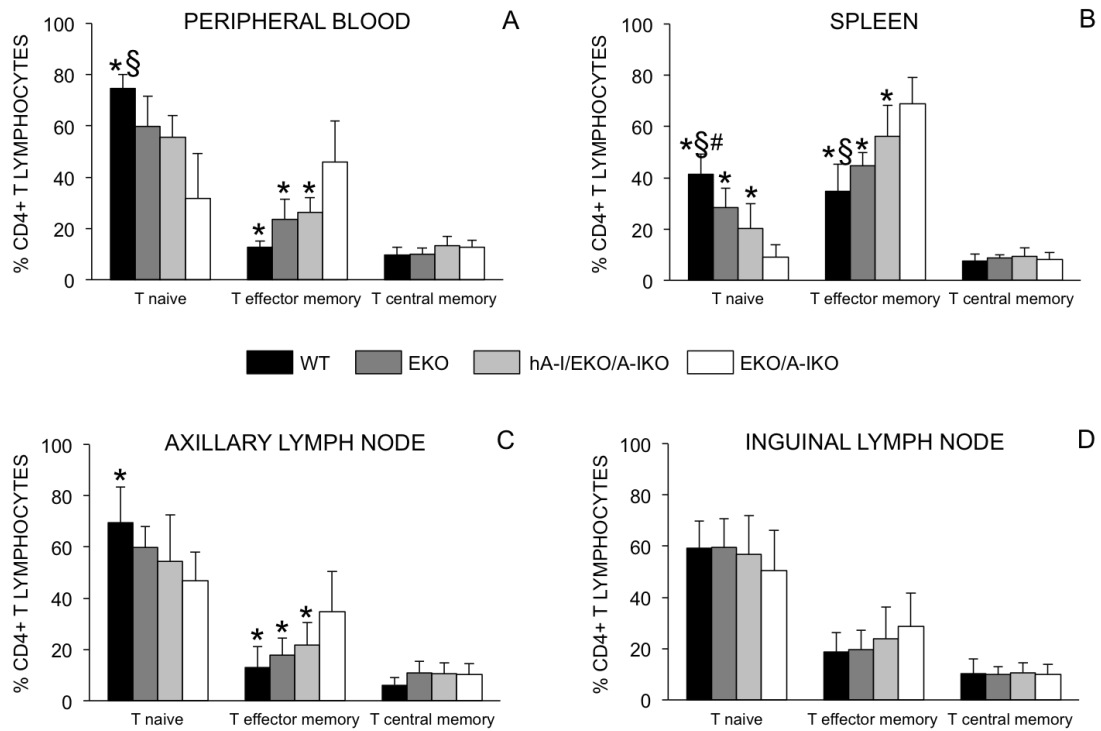 PERIPHERAL BLOOD
A
% CD4+ T LYMPHOCYTES
100
80
60
40
20
0
*§
*
*
*
T naive
T effector memory
T central memory
SPLEEN
B
% CD4+ T LYMPHOCYTES
100
80
60
40
20
0
*§#
*
*
*§
*
*
T naive
T effector memory
T central memory
WT
EKO
hA-I/EKO/A-IKO
EKO/A-IKO
AXILLARY LYMPH NODE
C
% CD4+ T LYMPHOCYTES
100
80
60
40
20
0
*
*
*
*
T naive
T effector memory
T central memory
INGUINAL LYMPH NODE
D
% CD4+ T LYMPHOCYTES
100
80
60
40
20
0
T naive
T effector memory
T central memory